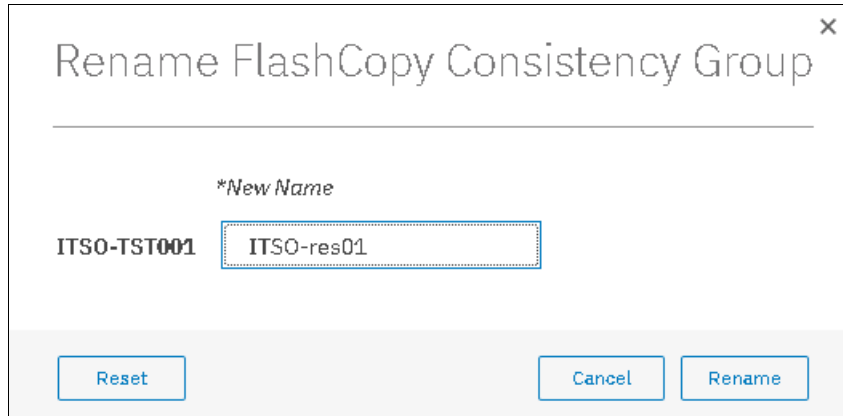 ×
Rename FlashCopy Consistency Group
*New Name
ITSO-TST001 ITSO-res01
Reset Cancel Rename